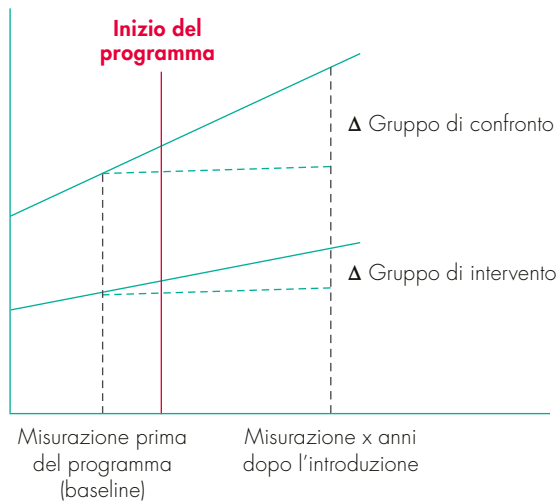 Inizio del
programma
Δ Gruppo di confronto
Δ Gruppo di intervento
Misurazione prima
del programma
(baseline)
Misurazione x anni
dopo l'introduzione